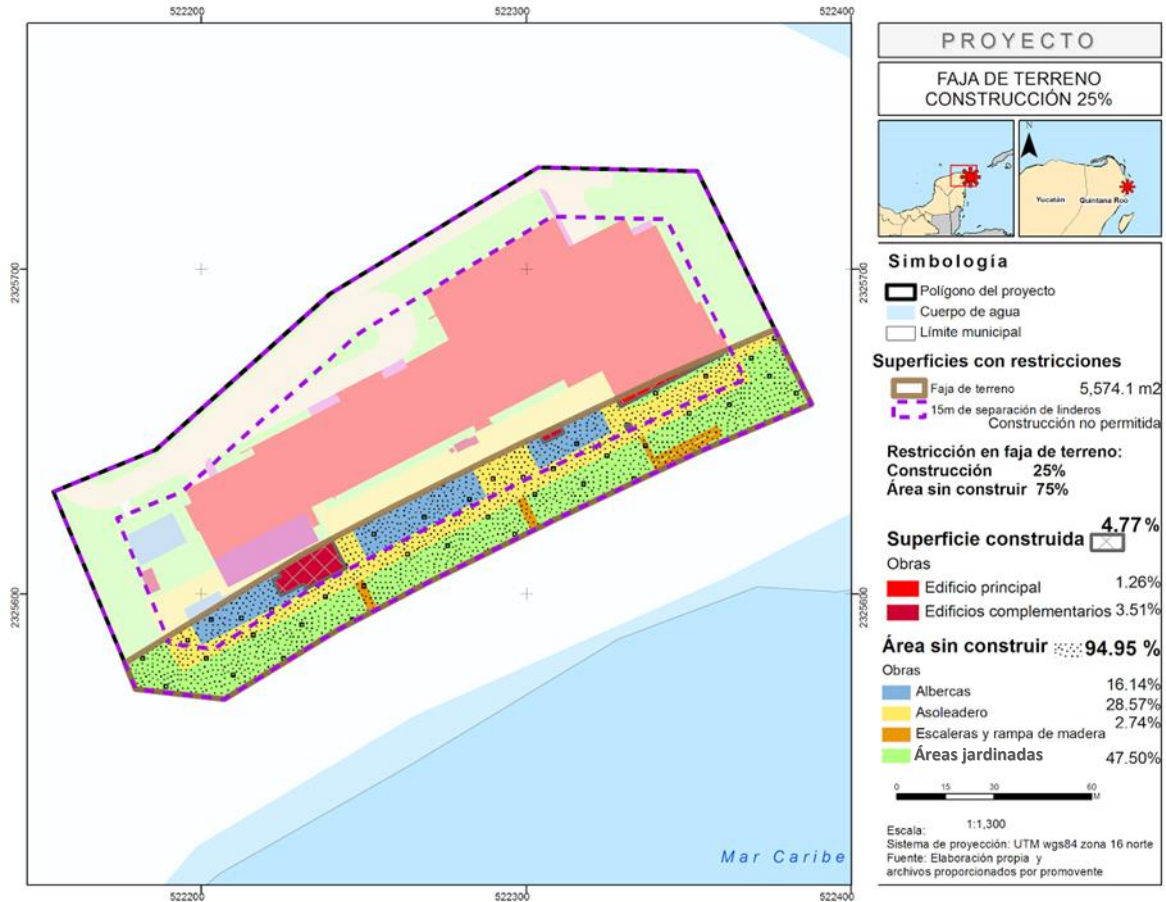 522200
522300
522400
2325700
2325600
2325700
2325600
522200
522300
522400
Mar Caribe
PROYECTO
FAJA DE TERRENO
CONSTRUCCIÓN 25%
N
Yucatán
Quintana Roo
Simbología
Polígono del proyecto
Cuerpo de agua
Límite municipal
Superficies con restricciones
Faja de terreno 5,574.1 m2
15m de separación de linderos
Construcción no permitida
Restricción en faja de terreno:
Construcción 25%
Área sin construir 75%
4.77%
Superficie construida
Obras
Edificio principal 1.26%
Edificios complementarios 3.51%
Área sin construir 94.95 %
Obras
Albercas 16.14%
Asoleadero 28.57%
Escaleras y rampa de madera 2.74%
Áreas jardinadas 47.50%
0 15 30 60
M
Escala: 1:1,300
Sistema de proyección: UTM wgs84 zona 16 norte
Fuente: Elaboración propia y
archivos proporcionados por promovente